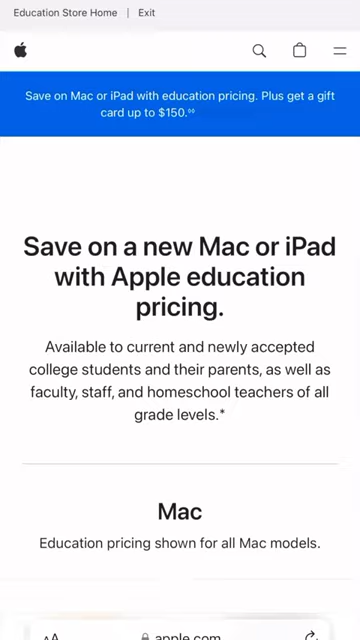 Education Store Home | Exit
Save on Mac or iPad with education pricing. Plus get a gift
card up to $150.
Save on a new Mac or iPad
with Apple education
pricing.
Available to current and newly accepted
college students and their parents, as well as
faculty, staff, and homeschool teachers of all
grade levels.*
Mac
Education pricing shown for all Mac models.
AA apple.com